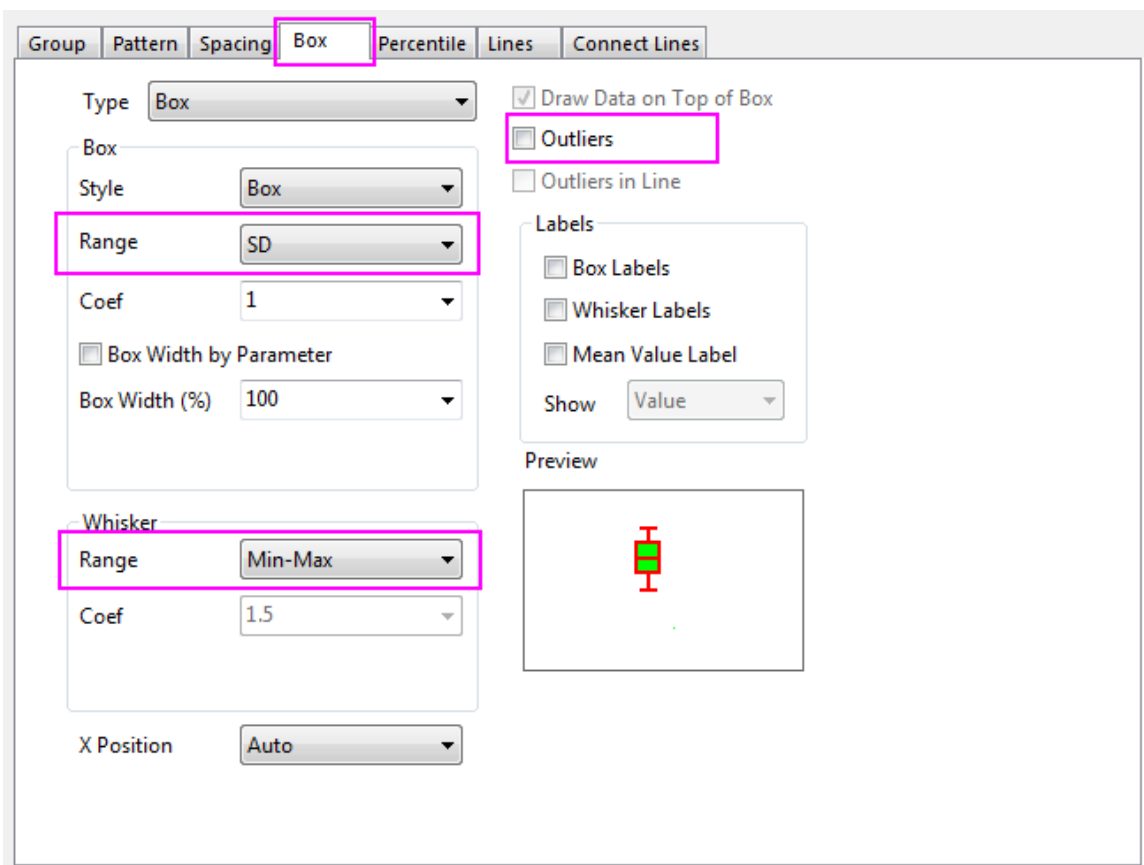 Group Pattern Spacing Box Percentile Lines Connect Lines
Type Box
Box
Style Box
Range SD
Coef 1
Box Width by Parameter
Box Width (%) 100
Whisker
Range Min-Max
Coef 1.5
X Position Auto
Draw Data on Top of Box
Outliers
Outliers in Line
Labels
Box Labels
Whisker Labels
Mean Value Label
Show Value
Preview